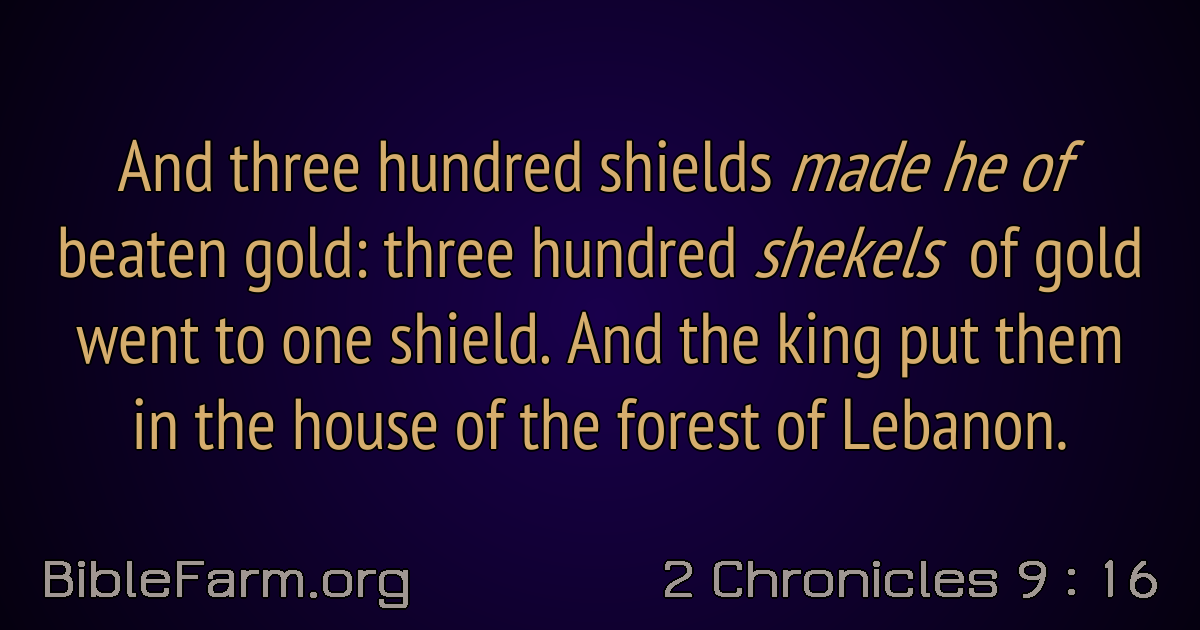 And three hundred shields made he of
beaten gold: three hundred shekels of gold
went to one shield. And the king put them
in the house of the forest of Lebanon.
BibleFarm.org
2 Chronicles 9 : 16